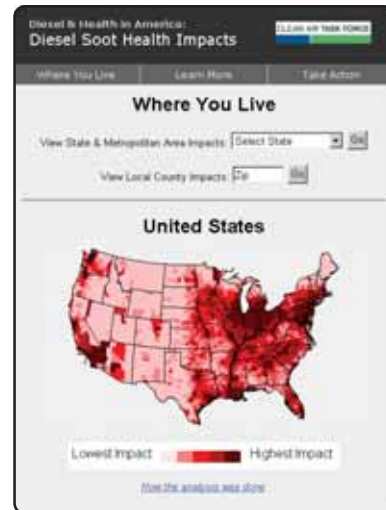 Diesel & Health in America:
Diesel Soot Health Impacts
CLEAN AIR TASK FORCE
Where You Live Learn More Take Action
Where You Live
View State & Metropolitan Area Impacts: Select State Go
View Local County Impacts: Zip Go
United States
Lowest Impact Highest Impact
How the analysis was done